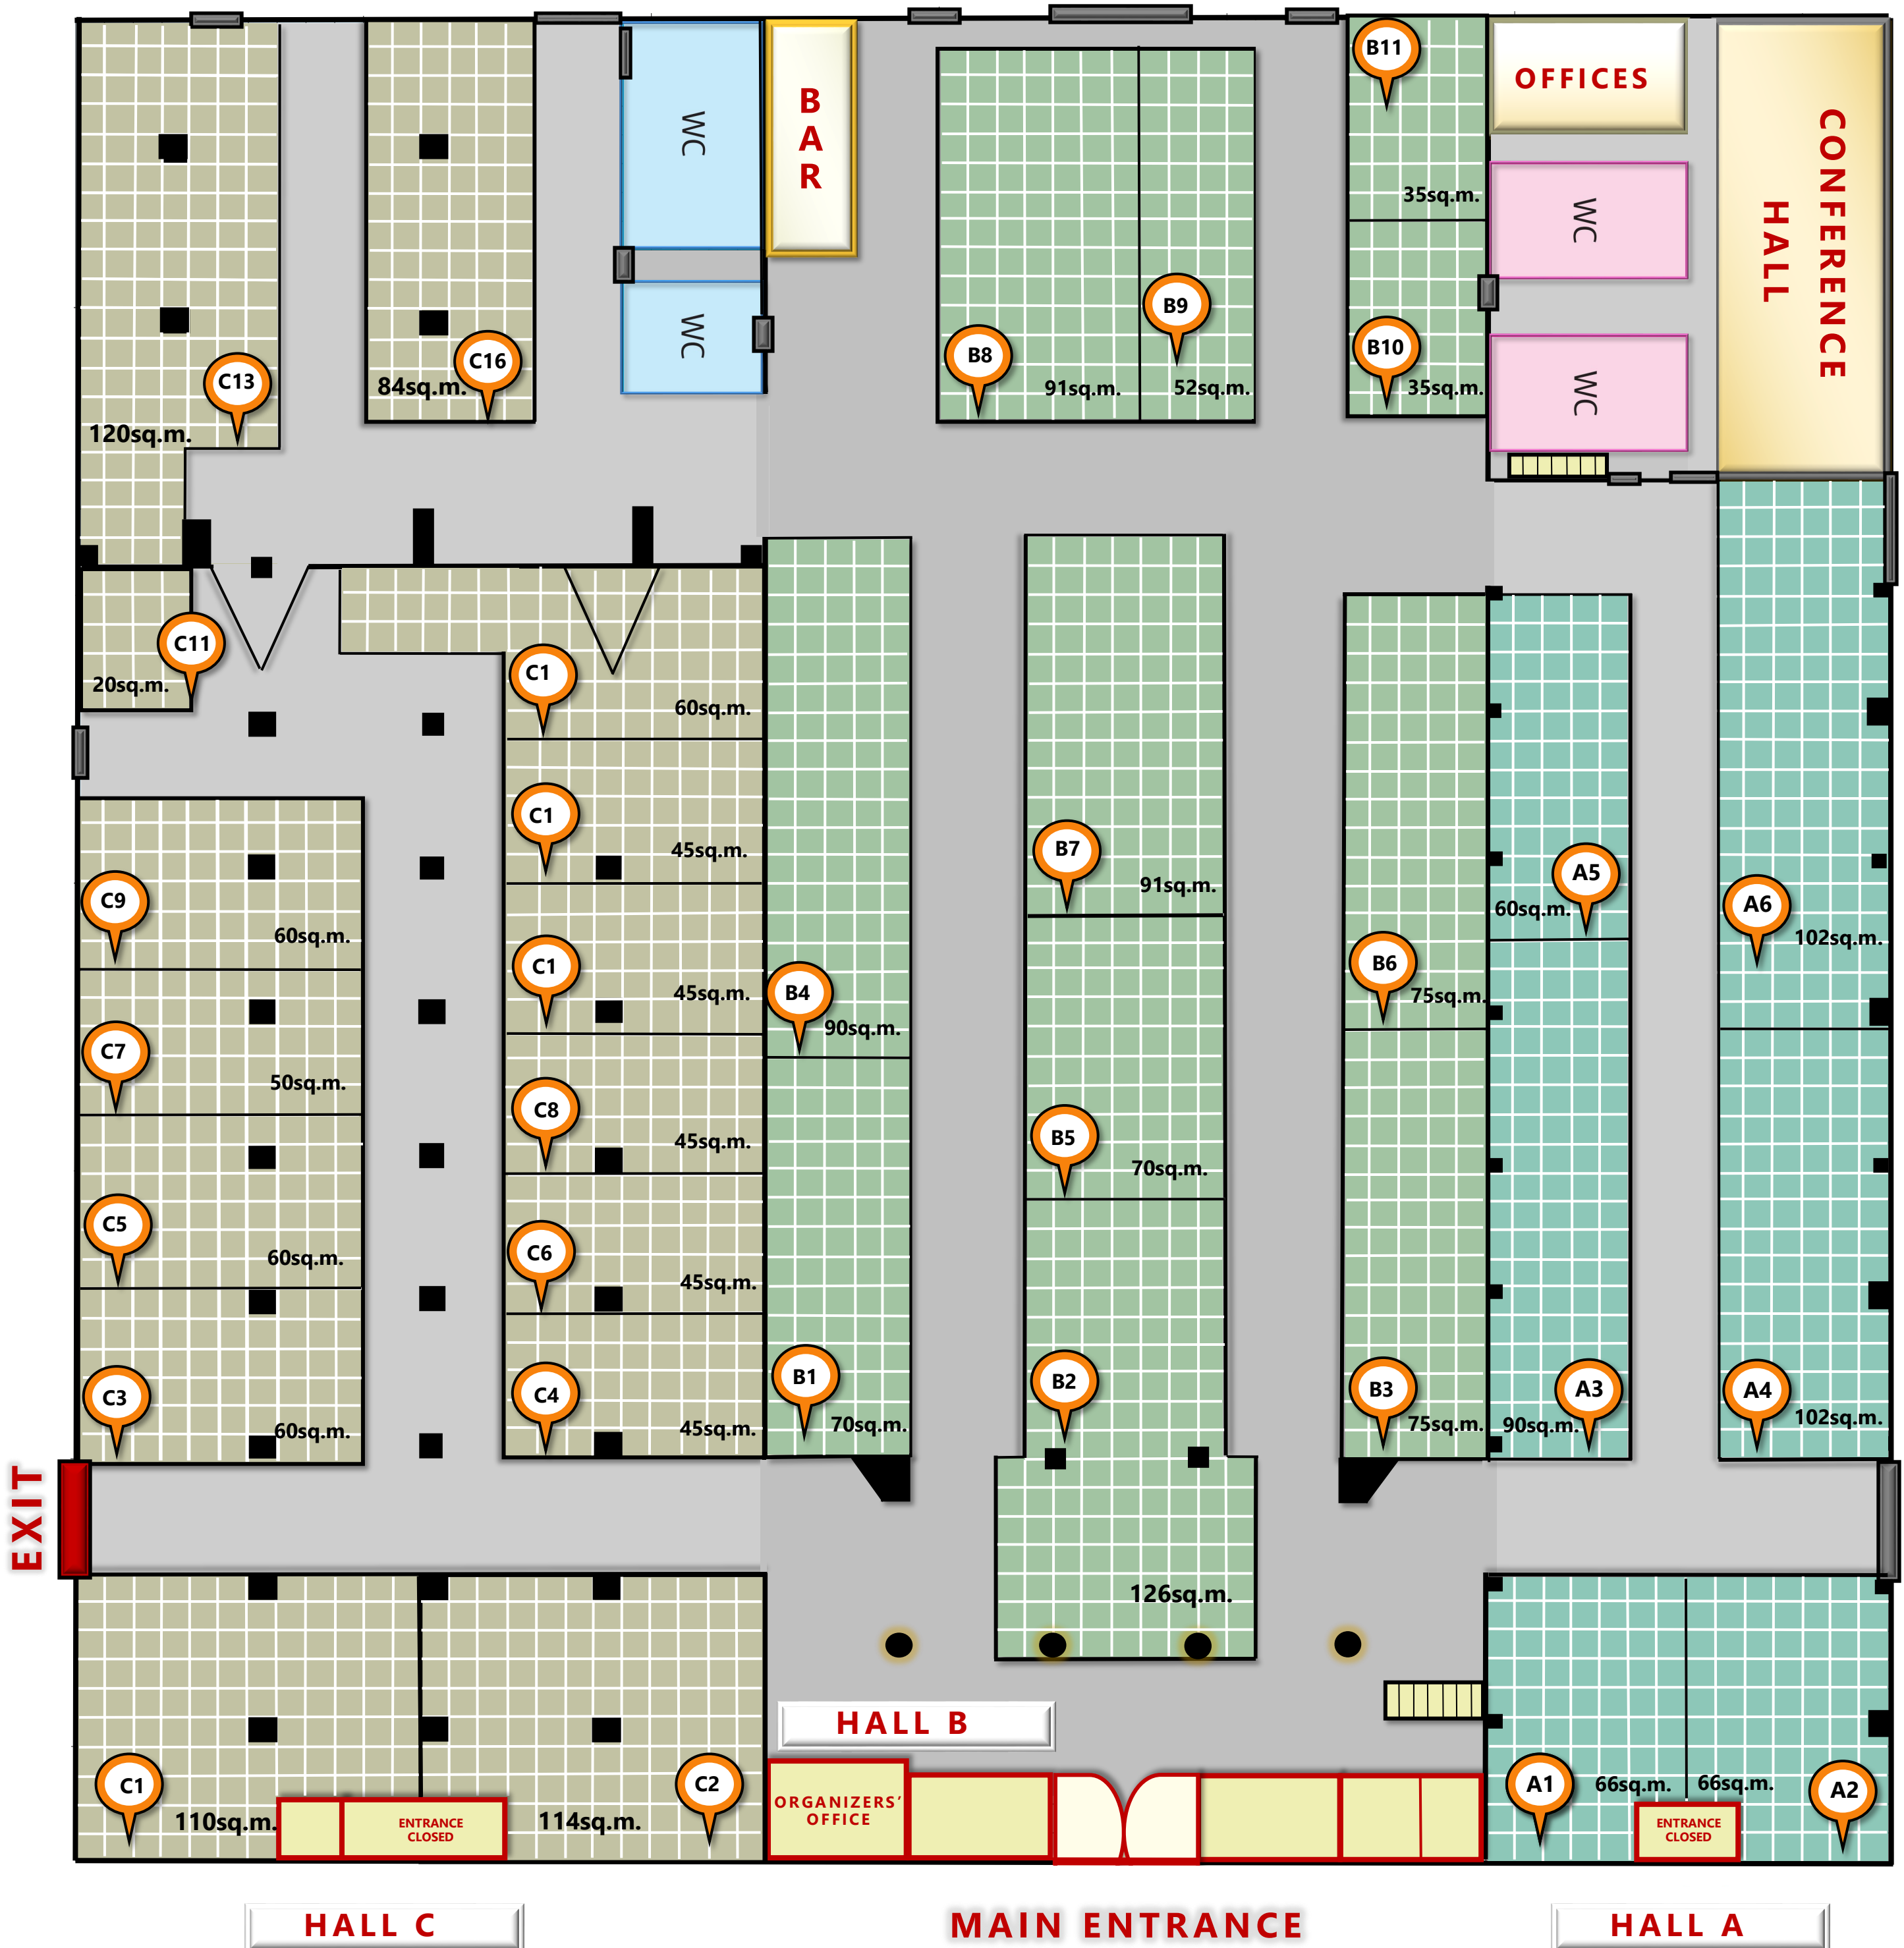 B11
OFFICES
BAR
WC
CONFERENCE
HALL
35sq.m.
WC
B9
WC
B10
B8
C16
C13
84sq.m.
91sq.m.
52sq.m.
35sq.m.
WC
120sq.m.
C11
20sq.m.
C1
60sq.m.
C1
45sq.m.
B7
91sq.m.
A5
60sq.m.
A6
102sq.m.
C9
60sq.m.
C1
45sq.m.
B4
90sq.m.
B6
75sq.m.
C7
50sq.m.
C8
45sq.m.
B5
70sq.m.
C5
60sq.m.
C6
45sq.m.
C3
60sq.m.
C4
45sq.m.
B1
70sq.m.
B2
B3
75sq.m.
A3
90sq.m.
A4
102sq.m.
EXIT
126sq.m.
HALL B
C1
110sq.m.
ENTRANCE
CLOSED
C2
114sq.m.
ORGANIZERS’
OFFICE
A1
66sq.m.
66sq.m.
A2
ENTRANCE
CLOSED
HALL C
MAIN ENTRANCE
HALL A